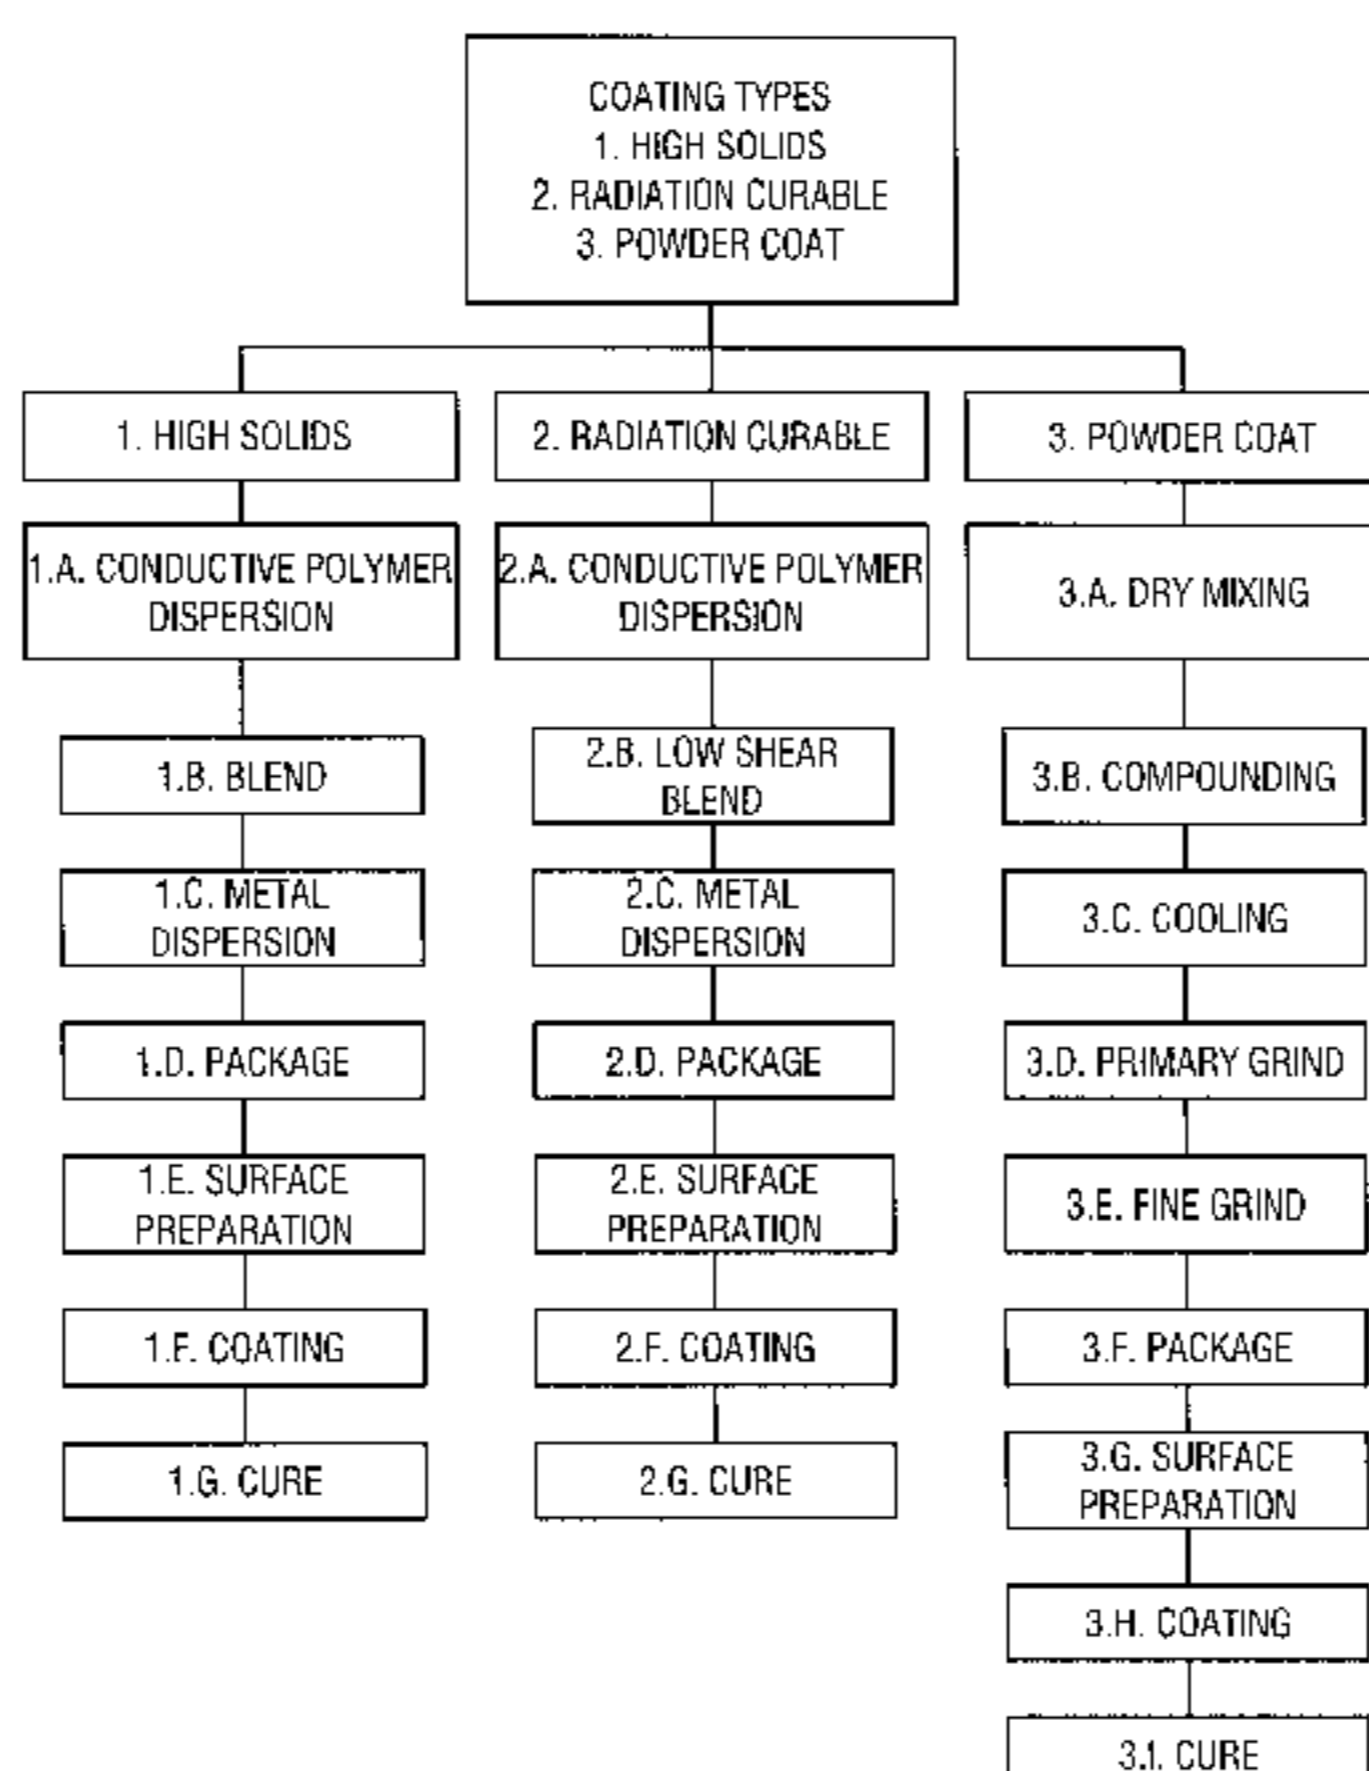 COATING TYPES
1. HIGH SOLIDS
2. RADIATION CURABLE
3. POWDER COAT
1. HIGH SOLIDS
1.A. CONDUCTIVE POLYMER
DISPERSION
1.B. BLEND
1.C. METAL
DISPERSION
1.D. PACKAGE
1.E. SURFACE
PREPARATION
1.F. COATING
1.G. CURE
2. RADIATION CURABLE
2.A. CONDUCTIVE POLYMER
DISPERSION
2.B. LOW SHEAR
BLEND
2.C. METAL
DISPERSION
2.D. PACKAGE
2.E. SURFACE
PREPARATION
2.F. COATING
2.G. CURE
3. POWDER COAT
3.A. DRY MIXING
3.B. COMPOUNDING
3.C. COOLING
3.D. PRIMARY GRIND
3.E. FINE GRIND
3.F. PACKAGE
3.G. SURFACE
PREPARATION
3.H. COATING
3.I. CURE